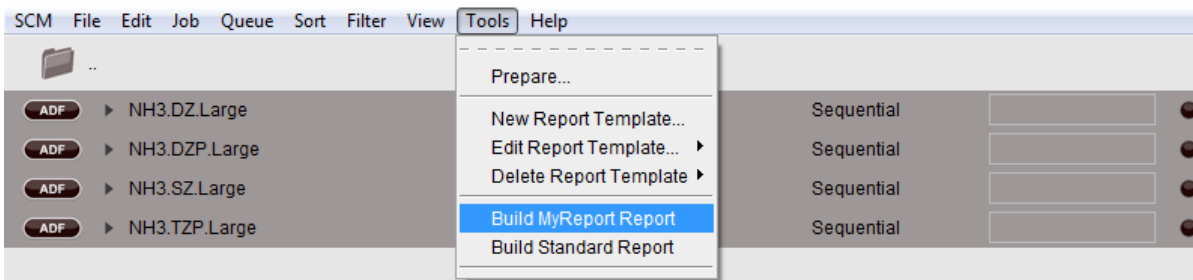 SCM File Edit Job Queue Sort Filter View Tools Help
..
Prepare...
ADF NH3.DZ.Large New Report Template... Sequential
ADF NH3.DZP.Large Edit Report Template... Sequential
Delete Report Template
ADF NH3.SZ.Large Sequential
Build MyReport Report
ADF NH3.TZP.Large Sequential
Build Standard Report